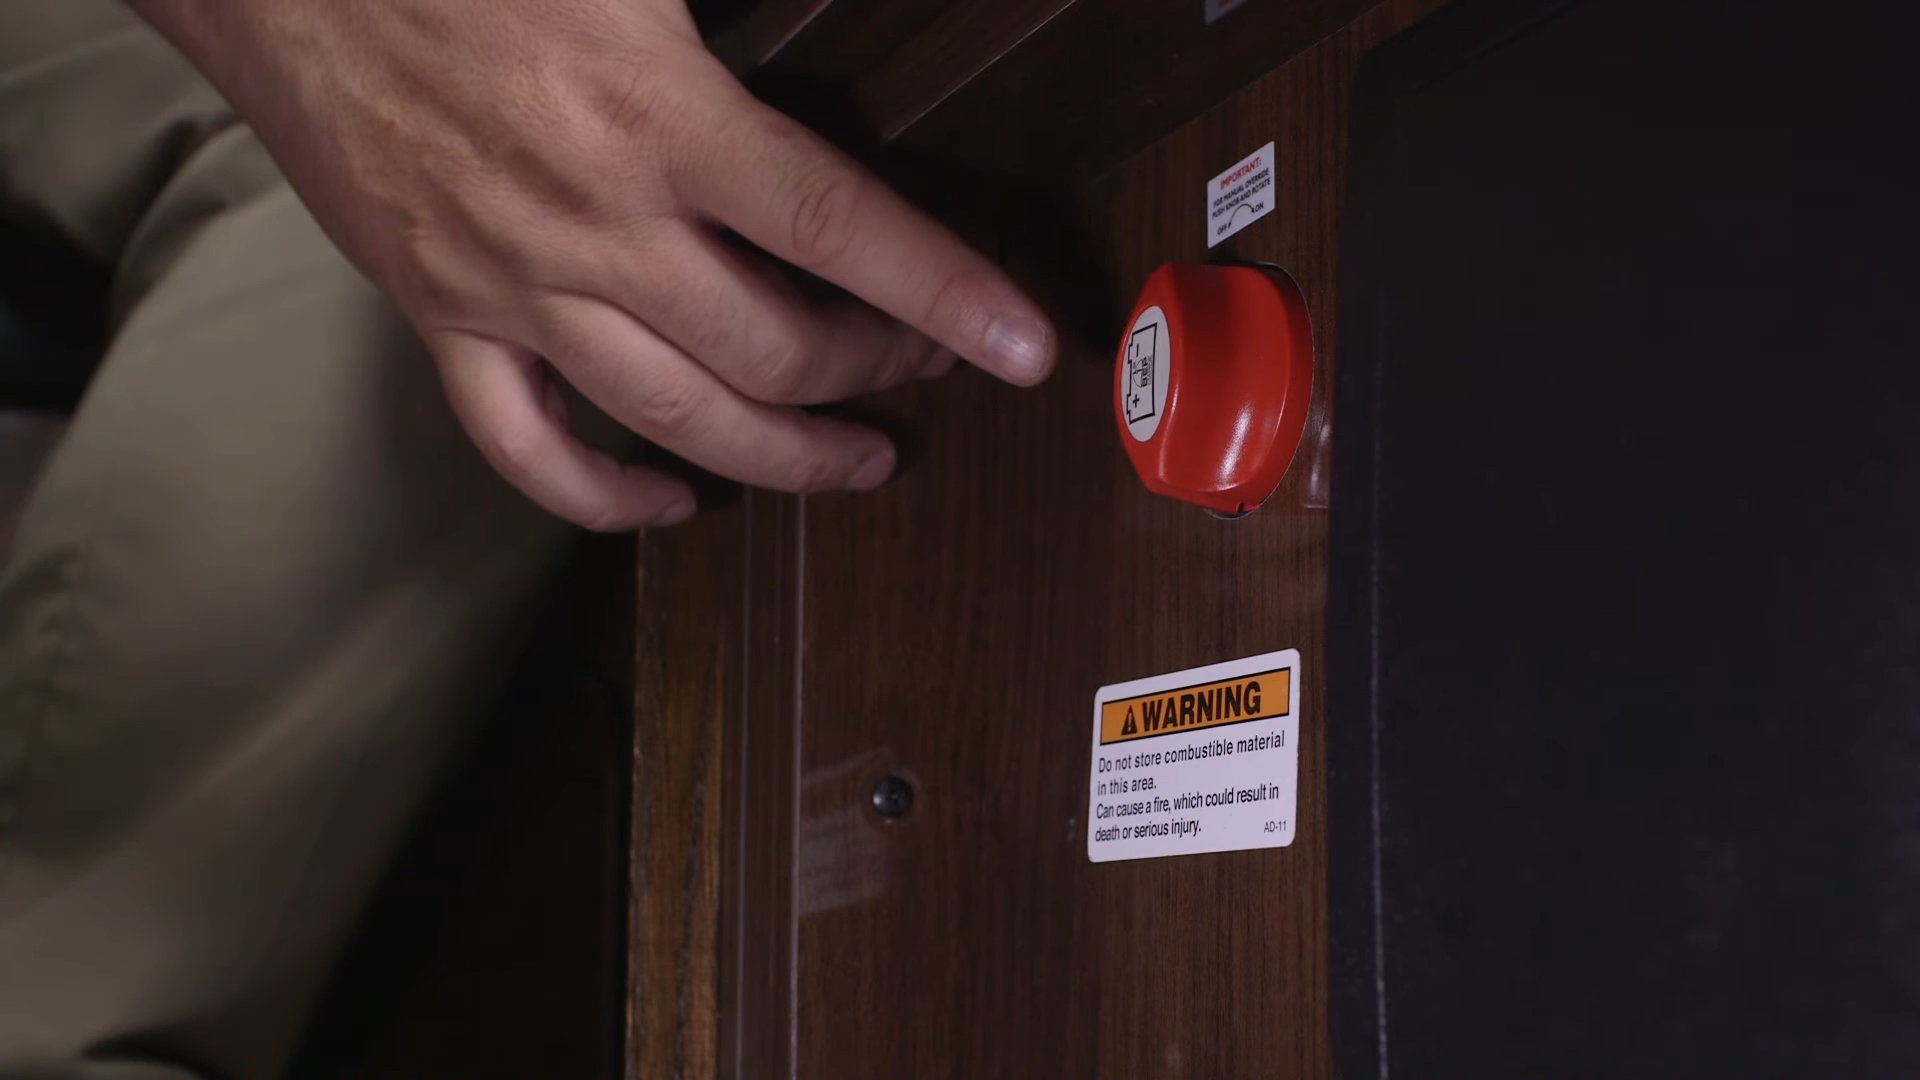 IMPORTANT:
FOR MANUAL OVERRIDE
PUSH KNOB AND ROTATE
OFF ON
- +
BEP
WARNING
Do not store combustible material
in this area.
Can cause a fire, which could result in
death or serious injury.
AD-11